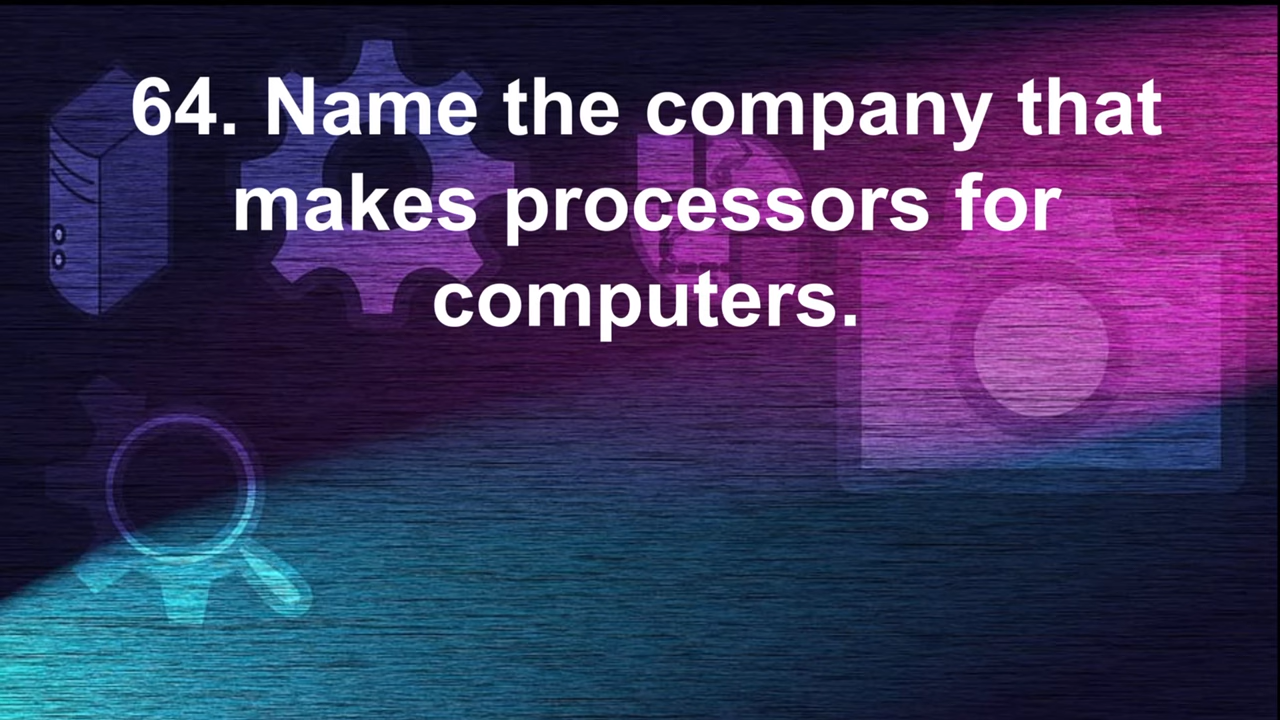 64. Name the company that
makes processors for
computers.